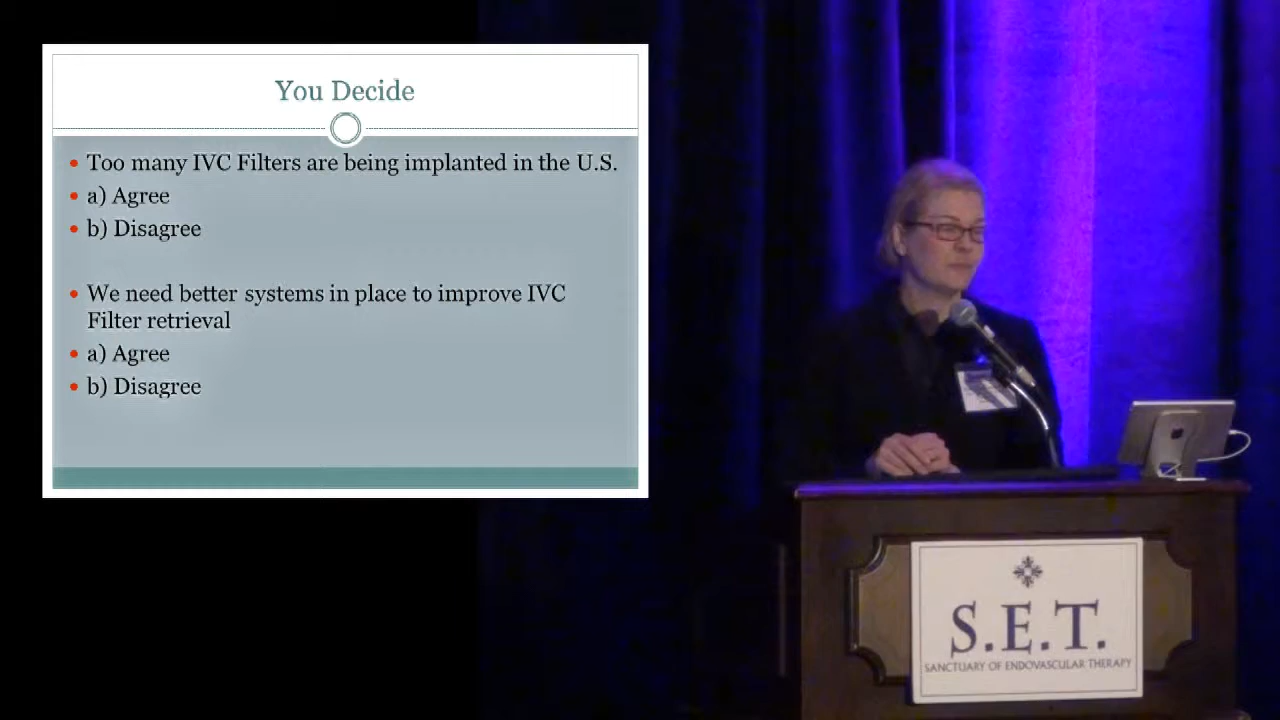 You Decide
Too many IVC Filters are being implanted in the U.S.
a) Agree
b) Disagree
We need better systems in place to improve IVC
Filter retrieval
a) Agree
b) Disagree
S.E.T.
SANCTUARY OF ENDOVASCULAR THERAPY